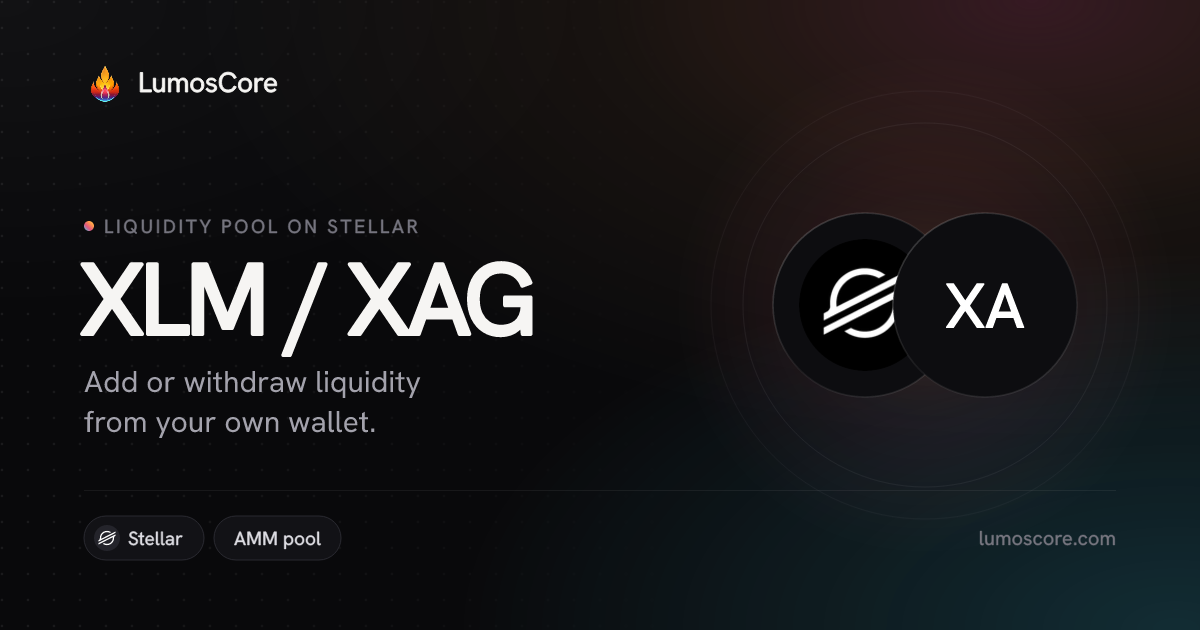 LumosCore
LIQUIDITY POOL ON STELLAR
XLM / XAG
Add or withdraw liquidity
from your own wallet.
XA
Stellar
AMM pool
lumoscore.com